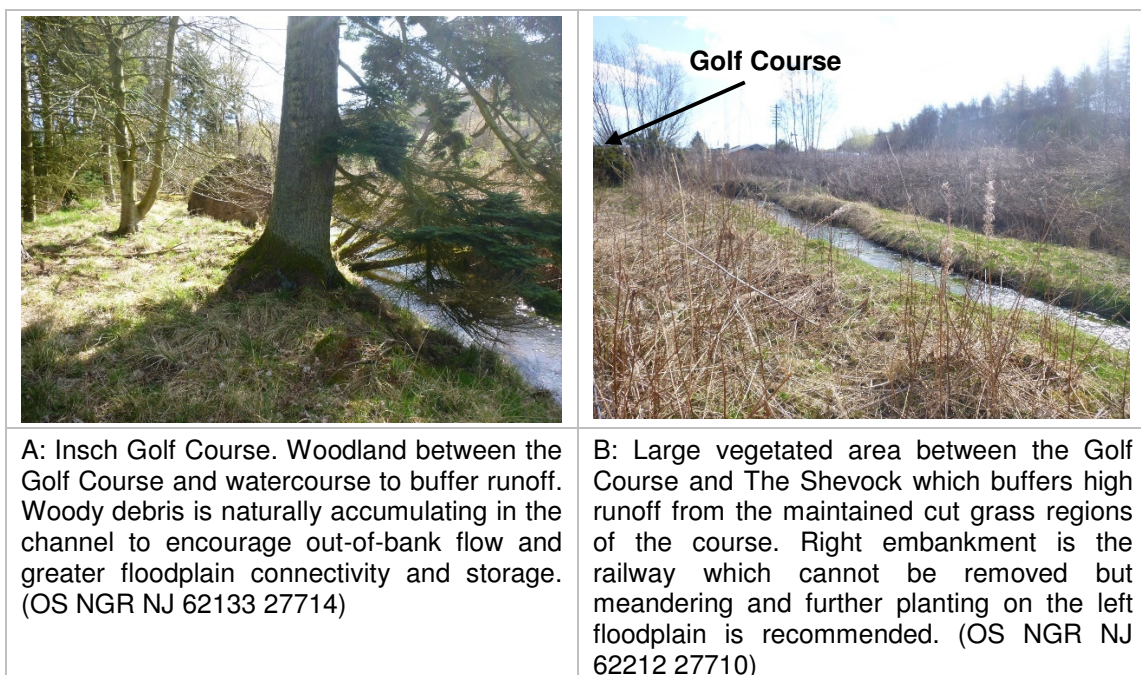 Golf Course
A: Insch Golf Course. Woodland between the
Golf Course and watercourse to buffer runoff.
Woody debris is naturally accumulating in the
channel to encourage out-of-bank flow and
greater floodplain connectivity and storage.
(OS NGR NJ 62133 27714)
B: Large vegetated area between the Golf
Course and The Shevock which buffers high
runoff from the maintained cut grass regions
of the course. Right embankment is the
railway which cannot be removed but
meandering and further planting on the left
floodplain is recommended. (OS NGR NJ
62212 27710)